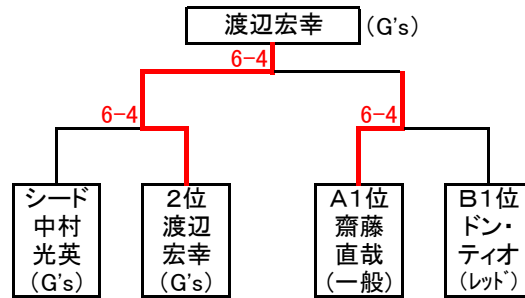 渡辺宏幸 (G's)
6-4
6-4
6-4
シード
中村
光英
(G's)
2位
渡辺
宏幸
(G's)
A1位
齋藤
直哉
(一般)
B1位
ドン・
ティオ
(レッド)